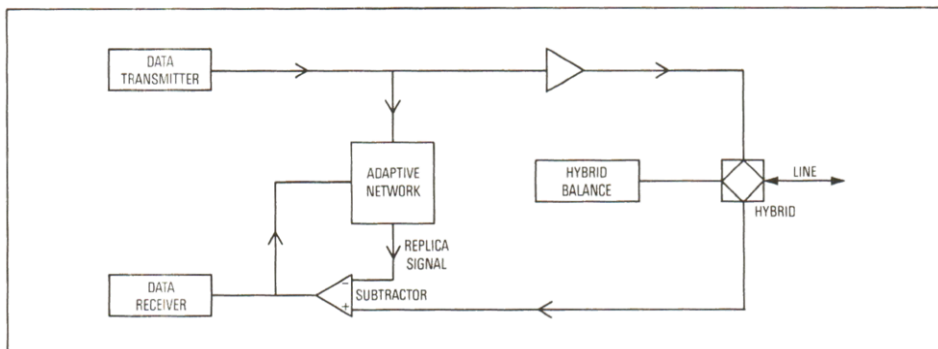 DATA
TRANSMITTER
ADAPTIVE
NETWORK
HYBRID
BALANCE
LINE
HYBRID
REPLICA
SIGNAL
DATA
RECEIVER
−
+
SUBTRACTOR